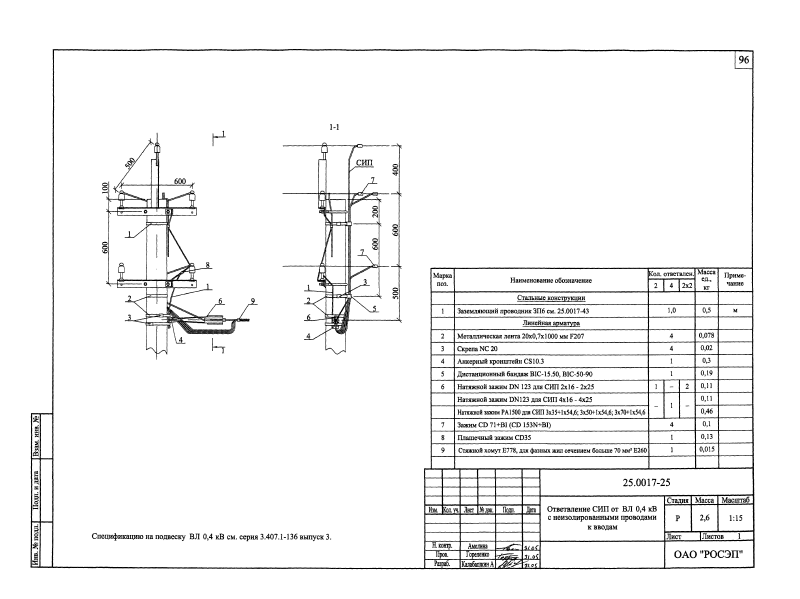 96
1
1-1
500
600
100
600
1
8
1
2
3
6
9
4
1
СИП
7
400
200
600
600
7
500
1
2
6
4
3
5
Марка поз.
Наименование обозначение
Кол. ответвлен.
2 4 2х2
Масса ед., кг
Приме-
чание
Стальные конструкции
1 Заземляющий проводник ЗП6 см. 25.0017-43 1,0 0,5 м
Линейная арматура
2 Металлическая лента 20х0,7х1000 мм F207 4 0,078
3 Скрепа NC 20 4 0,02
4 Анкерный кронштейн CS10.3 1 0,3
5 Дистанционный бандаж BIC-15.50, BIC-50-90 1 0,19
6 Натяжной зажим DN 123 для СИП 2х16 - 2х25 1 – 2 0,11
Натяжной зажим DN123 для СИП 4х16 - 4х25 – 1 – 0,11
Натяжной зажим PA1500 для СИП 3х35+1х54,6; 3х50+1х54,6; 3х70+1х54,6 0,46
7 Зажим CD 71+BI (CD 153N+BI) 4 0,1
8 Плашечный зажим CD35 1 0,13
9 Стяжной хомут E778, для фазных жил сечением больше 70 мм² E260 1 0,015
25.0017-25
Изм. Кол. уч. Лист № док. Подп. Дата
Ответвление СИП от ВЛ 0,4 кВ
с неизолированными проводами
к вводам
Стадия Масса Масштаб
Р 2,6 1:15
Лист Листов 1
Н. контр. Амелина 31.05
Пров. Гореленко 31.05
Разраб. Калабашкин А 31.05
ОАО "РОСЭП"
Спецификацию на подвеску ВЛ 0,4 кВ см. серия 3.407.1-136 выпуск 3.
Взам. инв. №
Подп. и дата
Инв. № подл.